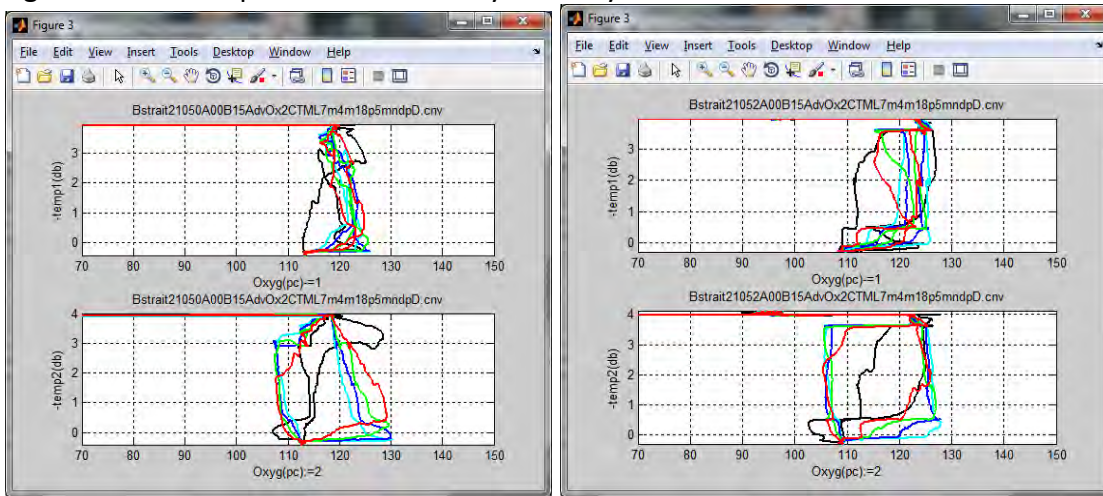 Figure 3
File Edit View Insert Tools Desktop Window Help
Bstrait21050A00B15AdvOx2CTML7m4m18p5mndpD.cnv
-temp1(db)
3
2
1
0
70 80 90 100 110 120 130 140 150
Oxyg(pc)-=1
Bstrait21050A00B15AdvOx2CTML7m4m18p5mndpD.cnv
-temp2(db)
4
3
2
1
0
70 80 90 100 110 120 130 140 150
Oxyg(pc):=2
Figure 3
File Edit View Insert Tools Desktop Window Help
Bstrait21052A00B15AdvOx2CTML7m4m18p5mndpD.cnv
-temp1(db)
3
2
1
0
70 80 90 100 110 120 130 140 150
Oxyg(pc)-=1
Bstrait21052A00B15AdvOx2CTML7m4m18p5mndpD.cnv
-temp2(db)
4
3
2
1
0
70 80 90 100 110 120 130 140 150
Oxyg(pc):=2